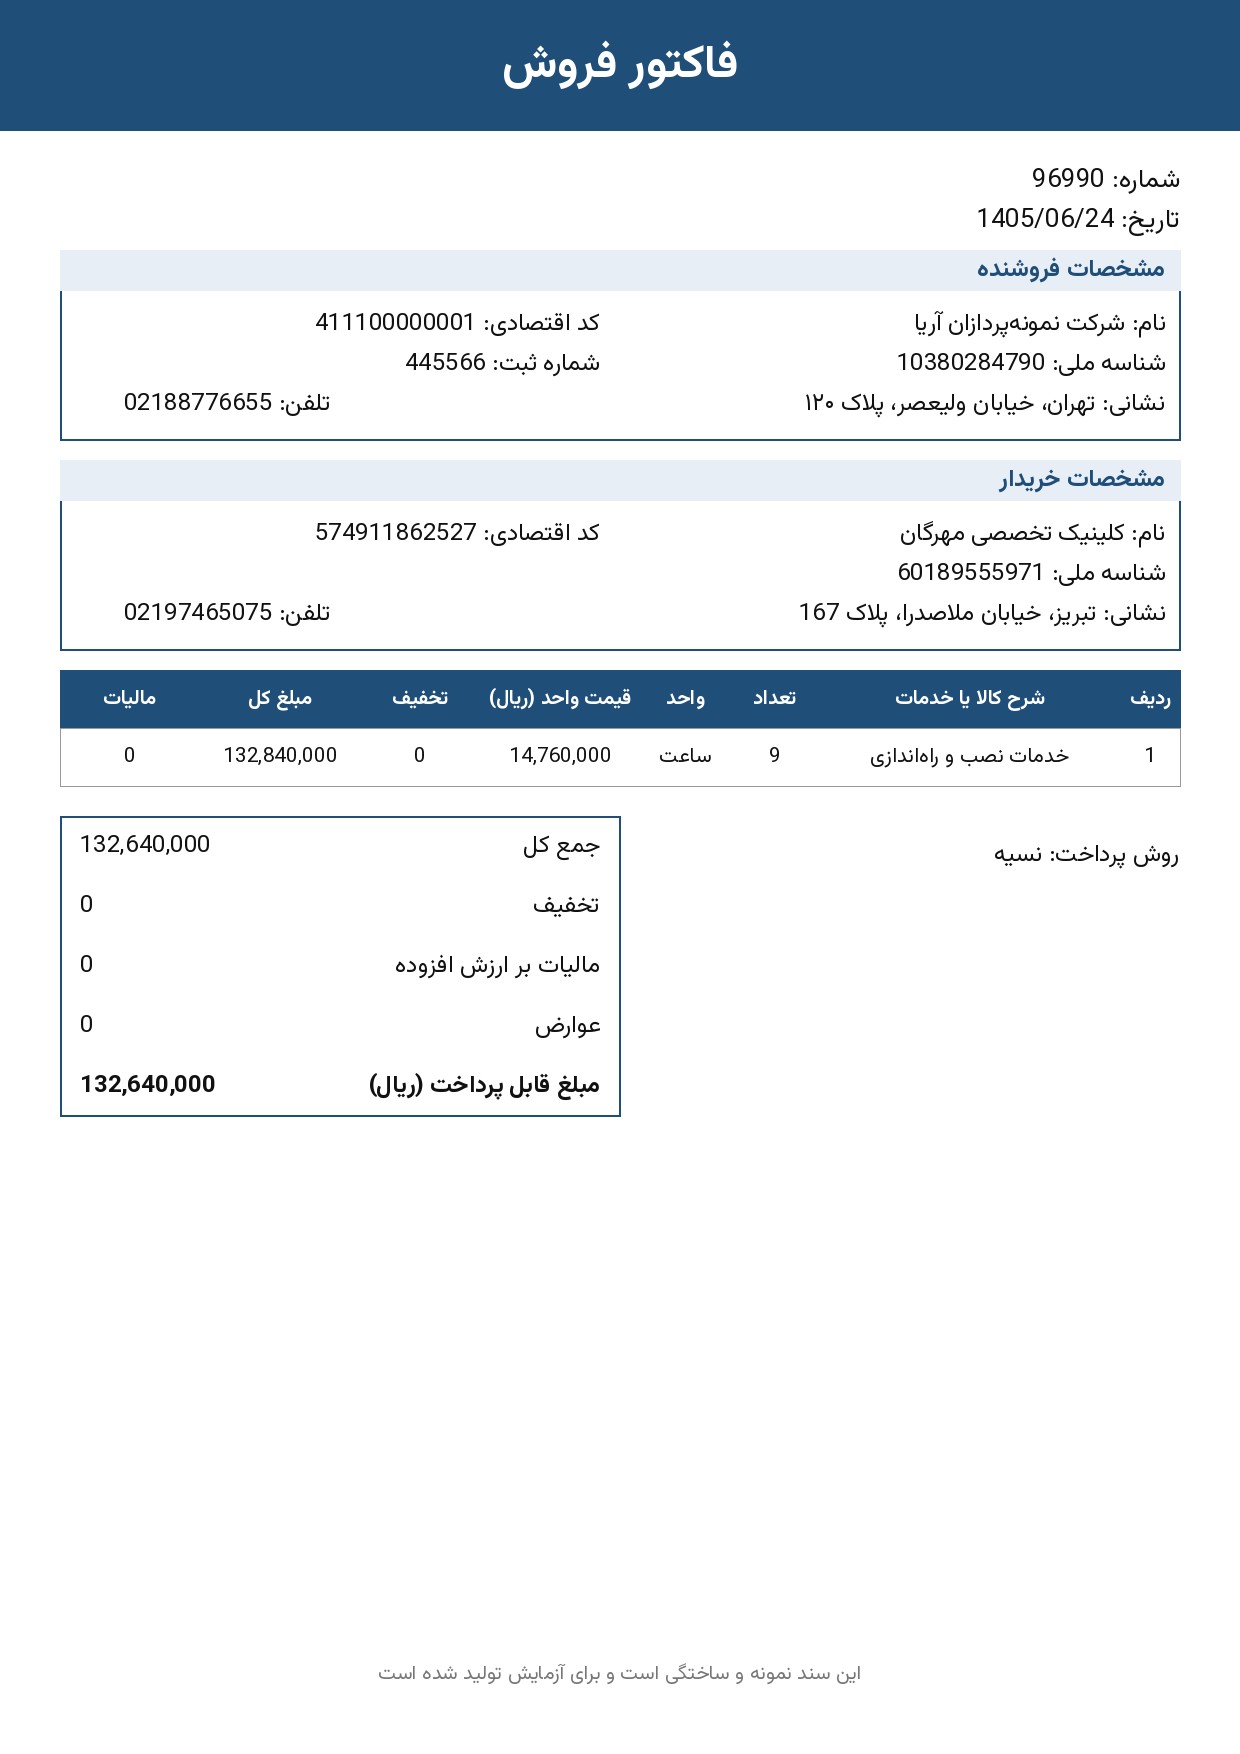 فاکتور فروش
شماره: 96990
تاریخ: 1405/06/24
مشخصات فروشنده
نام: شرکت نمونه‌پردازان آریا کد اقتصادی: 411100000001
شناسه ملی: 10380284790 شماره ثبت: 445566
نشانی: تهران، خیابان ولیعصر، پلاک ۱۲۰ تلفن: 02188776655
مشخصات خریدار
نام: کلینیک تخصصی مهرگان کد اقتصادی: 574911862527
شناسه ملی: 60189555971
نشانی: تبریز، خیابان ملاصدرا، پلاک 167 تلفن: 02197465075
ردیف شرح کالا یا خدمات تعداد واحد قیمت واحد (ریال) تخفیف مبلغ کل مالیات
1 خدمات نصب و راه‌اندازی 9 ساعت 14,760,000 0 132,840,000 0
روش پرداخت: نسیه
جمع کل 132,640,000
تخفیف 0
مالیات بر ارزش افزوده 0
عوارض 0
مبلغ قابل پرداخت (ریال) 132,640,000
این سند نمونه و ساختگی است و برای آزمایش تولید شده است